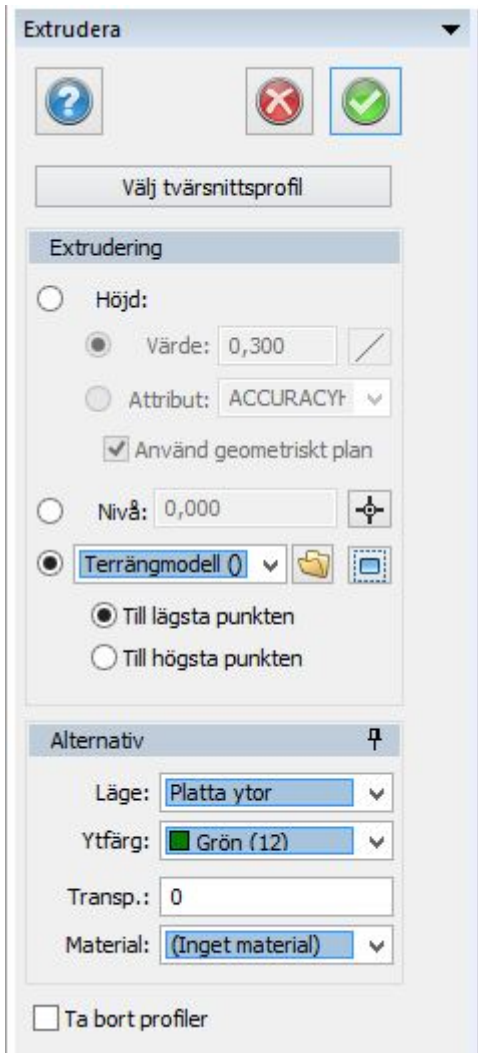 Extrudera
Välj tvärsnittsprofil
Extrudering
Höjd:
Värde: 0,300
Attribut: ACCURACYH
Använd geometriskt plan
Nivå: 0,000
Terrängmodell ()
Till lägsta punkten
Till högsta punkten
Alternativ
Läge: Platta ytor
Ytfärg: Grön (12)
Transp.: 0
Material: (Inget material)
Ta bort profiler